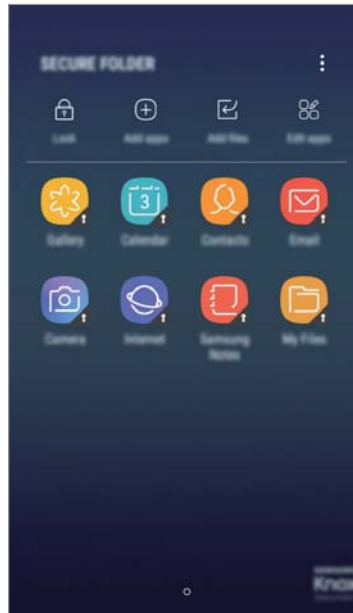 SECURE FOLDER
Lock Add apps Add files Edit apps
3
Gallery Calendar Contacts Email
Camera Internet Samsung My Files
Notes
SAMSUNG
Knox